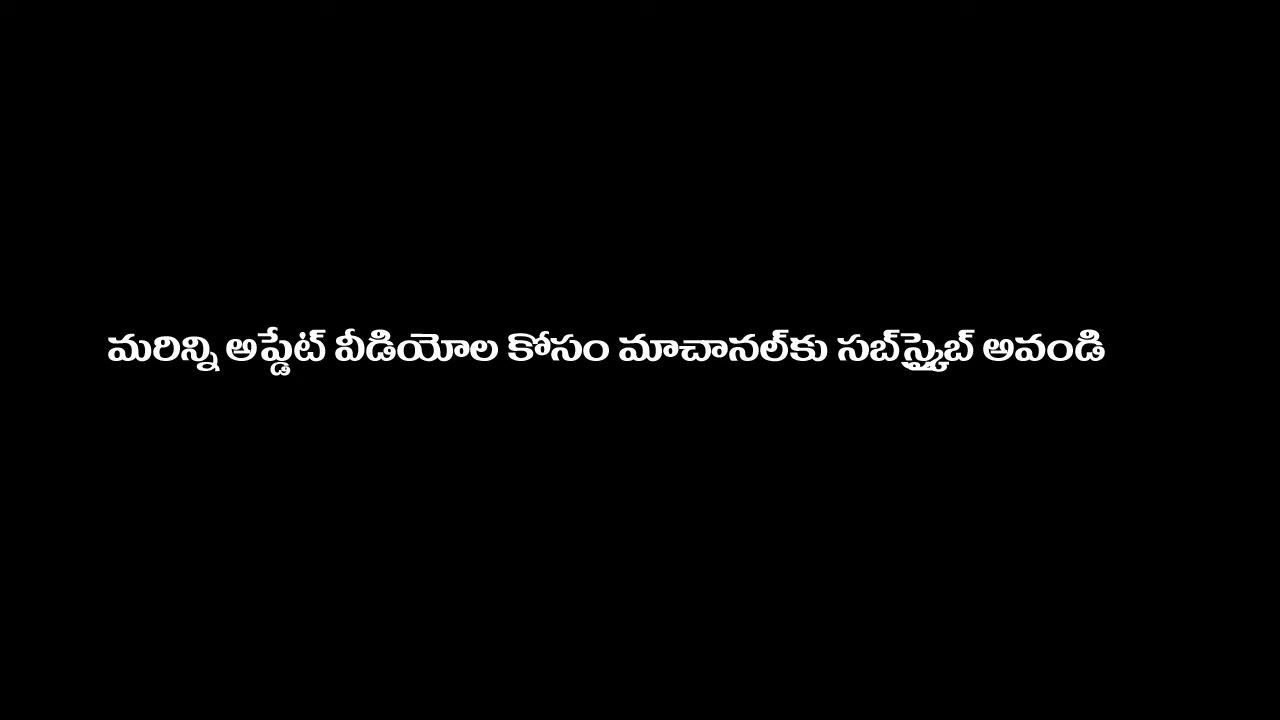 మరిన్ని అప్డేట్ వీడియోల కోసం మాచానల్‌కు సబ్‌స్క్రైబ్ అవండి